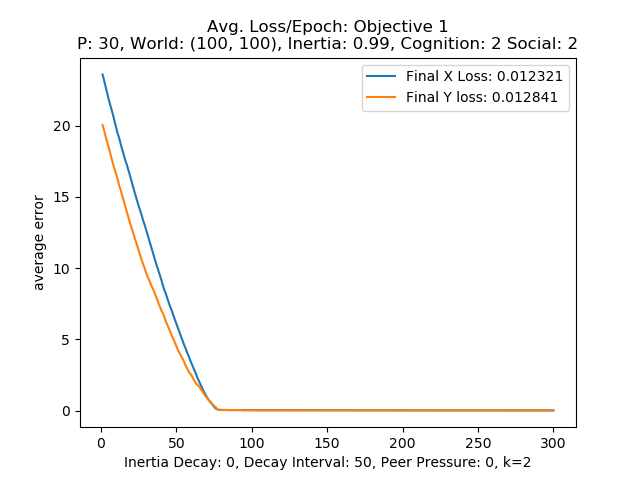 Avg. Loss/Epoch: Objective 1
P: 30, World: (100, 100), Inertia: 0.99, Cognition: 2 Social: 2
Final X Loss: 0.012321
Final Y loss: 0.012841
20
15
10
5
0
average error
0 50 100 150 200 250 300
Inertia Decay: 0, Decay Interval: 50, Peer Pressure: 0, k=2